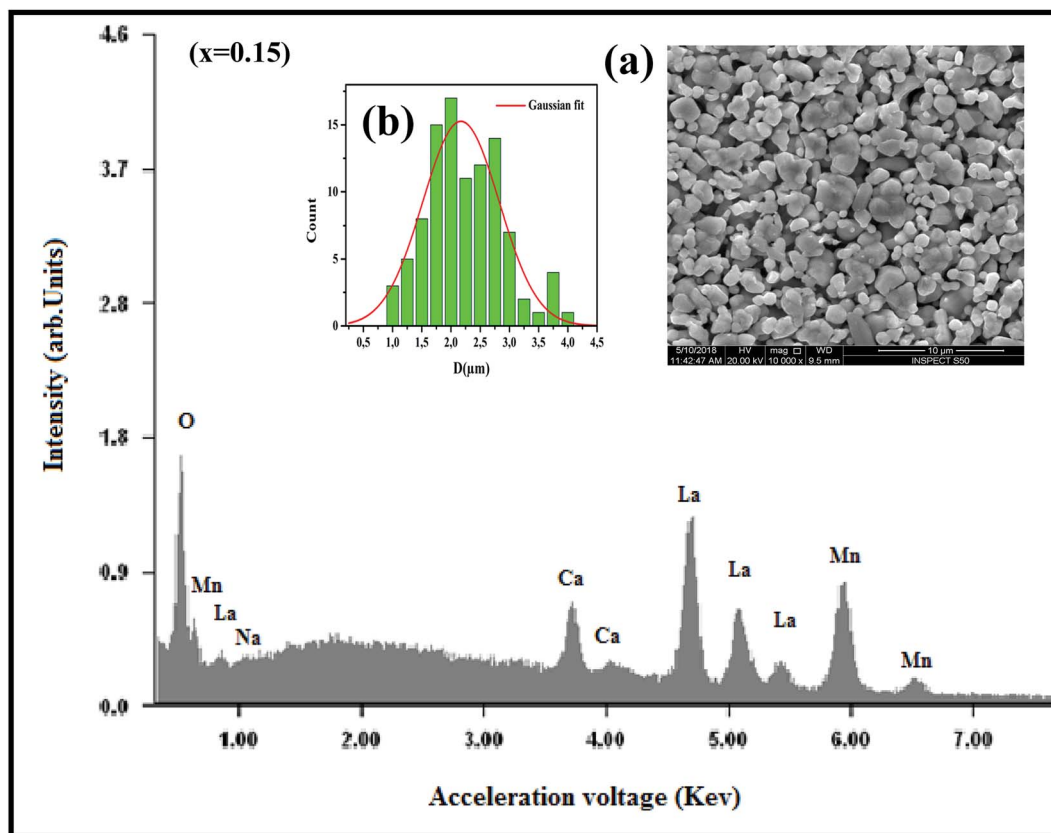 (x=0.15)
(a)
(b)
Gaussian fit
Count
15
10
5
0
0,5 1,0 1,5 2,0 2,5 3,0 3,5 4,0 4,5
D(µm)
5/10/2018 HV mag WD 10 µm
11:42:47 AM 20.00 kV 10 000 x 9.5 mm INSPECT S50
Intensity (arb.Units)
4.6
3.7
2.8
1.8
0.9
0.0
O
Mn
La
Na
Ca
Ca
La
La
La
Mn
Mn
1.00 2.00 3.00 4.00 5.00 6.00 7.00
Acceleration voltage (Kev)